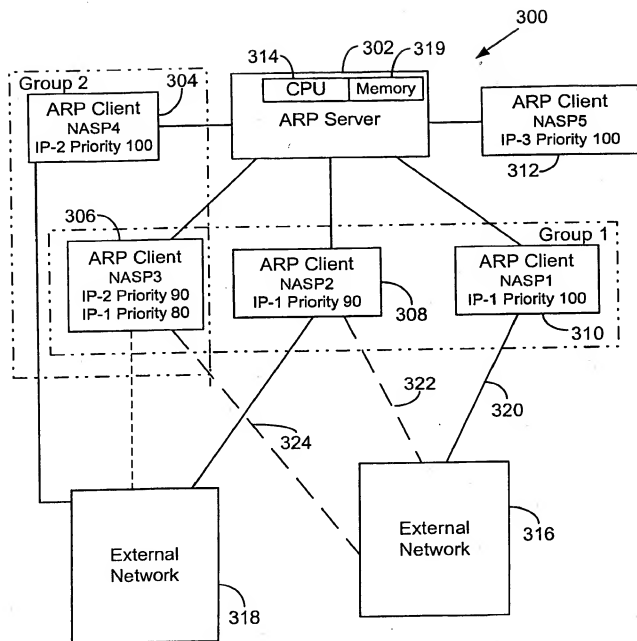 300
314
302
319
Group 2
304
CPU
Memory
ARP Server
ARP Client
NASP4
IP-2 Priority 100
ARP Client
NASP5
IP-3 Priority 100
312
306
Group 1
ARP Client
NASP3
IP-2 Priority 90
IP-1 Priority 80
ARP Client
NASP2
IP-1 Priority 90
308
ARP Client
NASP1
IP-1 Priority 100
310
322
320
324
External
Network
316
External
Network
318